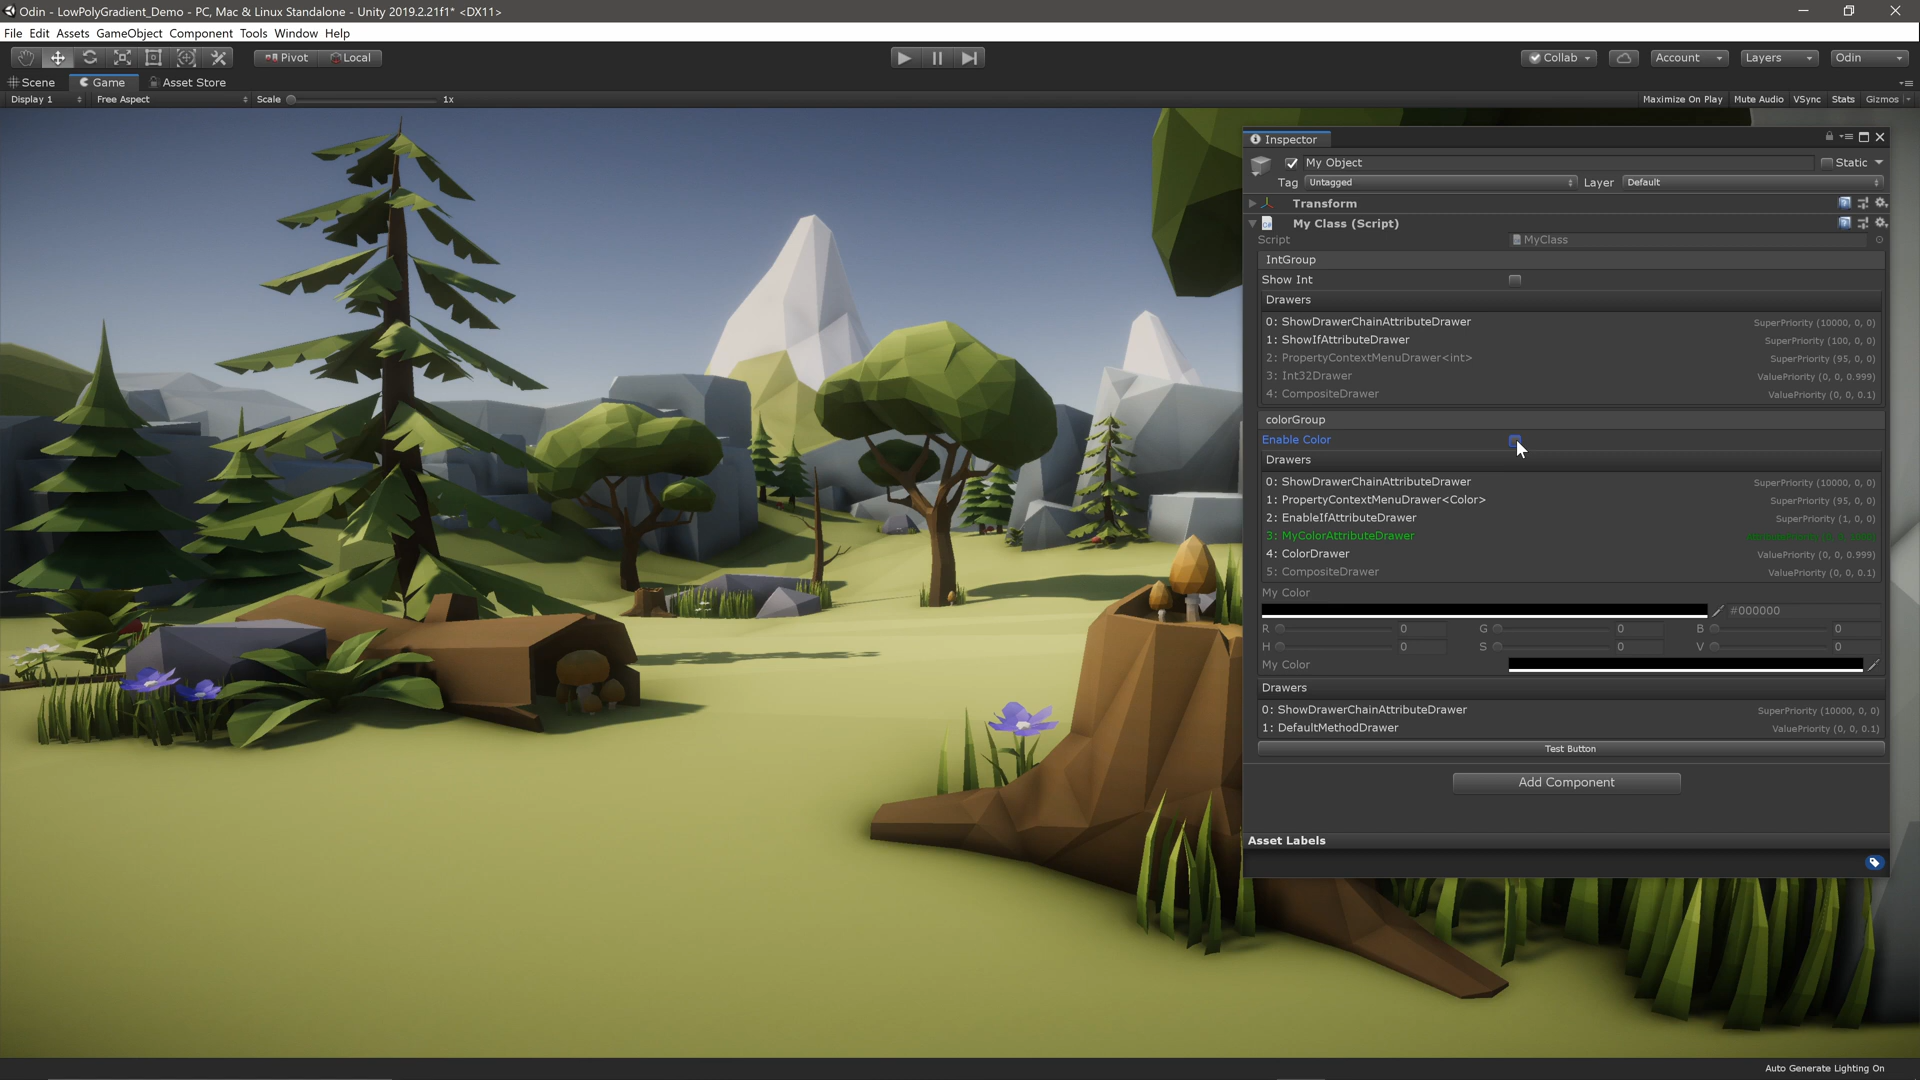 Odin - LowPolyGradient_Demo - PC, Mac & Linux Standalone - Unity 2019.2.21f1* <DX11>
File Edit Assets GameObject Component Tools Window Help
Pivot Local Collab Account Layers Odin
Scene Game Asset Store
Display 1 Free Aspect Scale 1x Maximize On Play Mute Audio VSync Stats Gizmos
Inspector
My Object Static
Tag Untagged Layer Default
Transform
My Class (Script)
Script MyClass
IntGroup
Show Int
Drawers
0: ShowDrawerChainAttributeDrawer SuperPriority (10000, 0, 0)
1: ShowIfAttributeDrawer SuperPriority (100, 0, 0)
2: PropertyContextMenuDrawer<int> SuperPriority (95, 0, 0)
3: Int32Drawer ValuePriority (0, 0, 0.999)
4: CompositeDrawer ValuePriority (0, 0, 0.1)
colorGroup
Enable Color
Drawers
0: ShowDrawerChainAttributeDrawer SuperPriority (10000, 0, 0)
1: PropertyContextMenuDrawer<Color> SuperPriority (95, 0, 0)
2: EnableIfAttributeDrawer SuperPriority (1, 0, 0)
3: MyColorAttributeDrawer
4: ColorDrawer ValuePriority (0, 0, 0.999)
5: CompositeDrawer ValuePriority (0, 0, 0.1)
My Color
#000000
R 0 G 0 B 0
H 0 S 0 V 0
My Color
Drawers
0: ShowDrawerChainAttributeDrawer SuperPriority (10000, 0, 0)
1: DefaultMethodDrawer ValuePriority (0, 0, 0.1)
Test Button
Add Component
Asset Labels
Auto Generate Lighting On